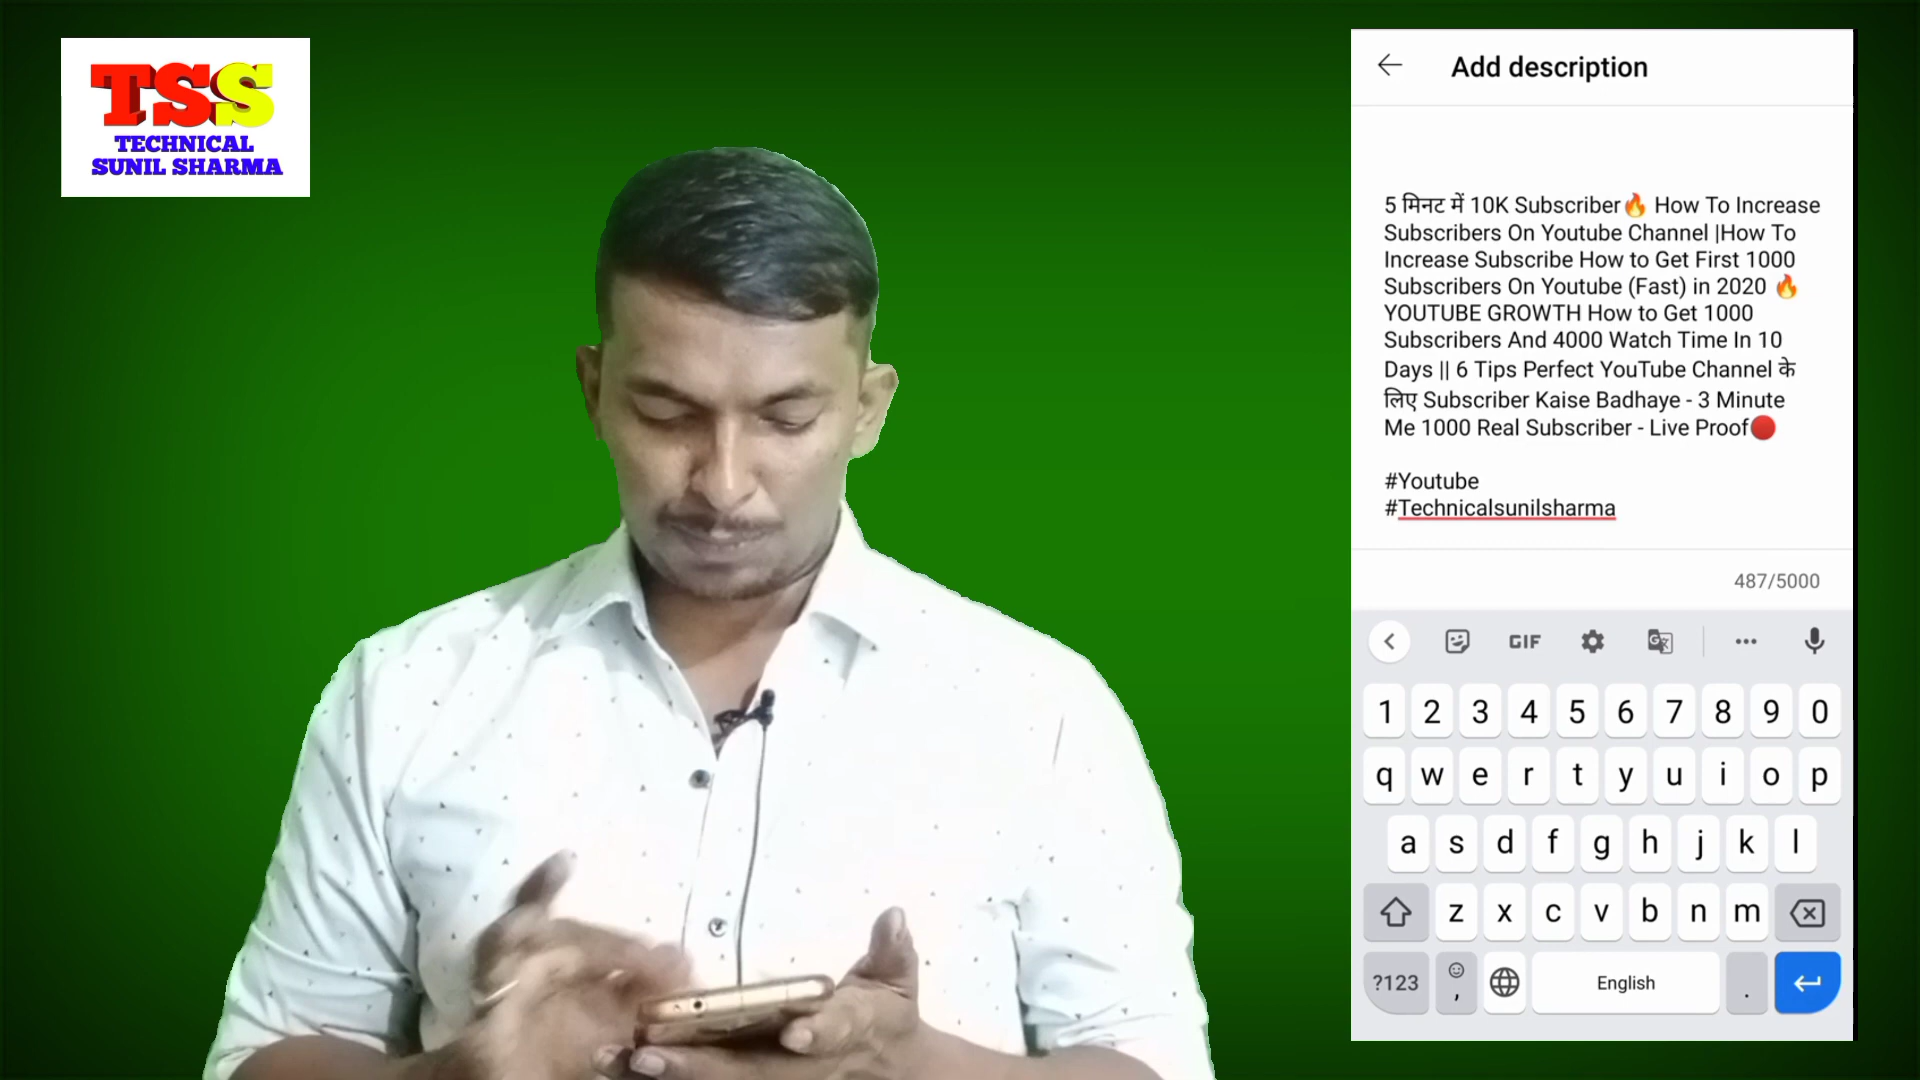 TSS
TECHNICAL
SUNIL SHARMA
Add description
5 मिनट में 10K Subscriber🔥 How To Increase
Subscribers On Youtube Channel |How To
Increase Subscribe How to Get First 1000
Subscribers On Youtube (Fast) in 2020 🔥
YOUTUBE GROWTH How to Get 1000
Subscribers And 4000 Watch Time In 10
Days || 6 Tips Perfect YouTube Channel के
लिए Subscriber Kaise Badhaye - 3 Minute
Me 1000 Real Subscriber - Live Proof🔴
#Youtube
#Technicalsunilsharma
487/5000
GIF
1 2 3 4 5 6 7 8 9 0
q w e r t y u i o p
a s d f g h j k l
z x c v b n m
?123 , English .